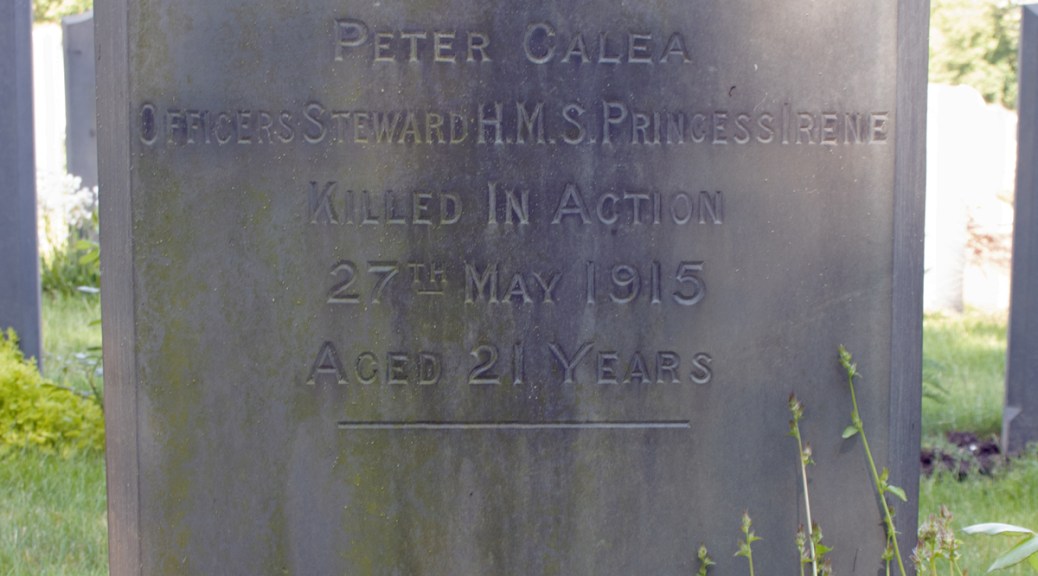 PETER CALEA
OFFICERS STEWARD H.M.S. PRINCESS IRENE
KILLED IN ACTION
27TH MAY 1915
AGED 21 YEARS